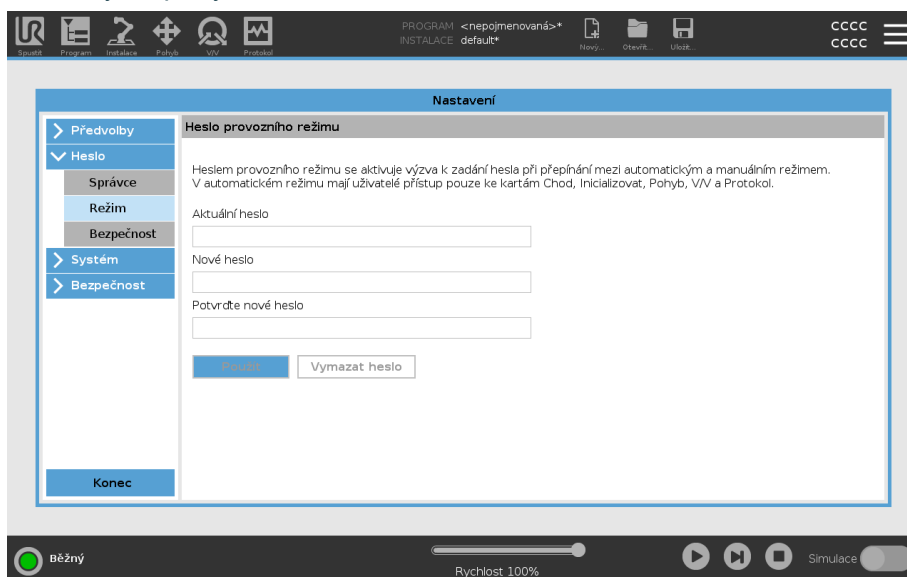 PROGRAM <nepojmenovaná>*
INSTALACE default*
CCCC
CCCC
Spustit Program Instalace Pohyb V/V Protokol Nový... Otevřít... Uložit...
Nastavení
Předvolby
Heslo
Správce
Režim
Bezpečnost
Systém
Bezpečnost
Konec
Heslo provozního režimu
Heslem provozního režimu se aktivuje výzva k zadání hesla při přepínání mezi automatickým a manuálním režimem.
V automatickém režimu mají uživatelé přístup pouze ke kartám Chod, Inicializovat, Pohyb, V/V a Protokol.
Aktuální heslo
Nové heslo
Potvrďte nové heslo
Použít Vymazat heslo
Běžný
Rychlost 100%
Simulace